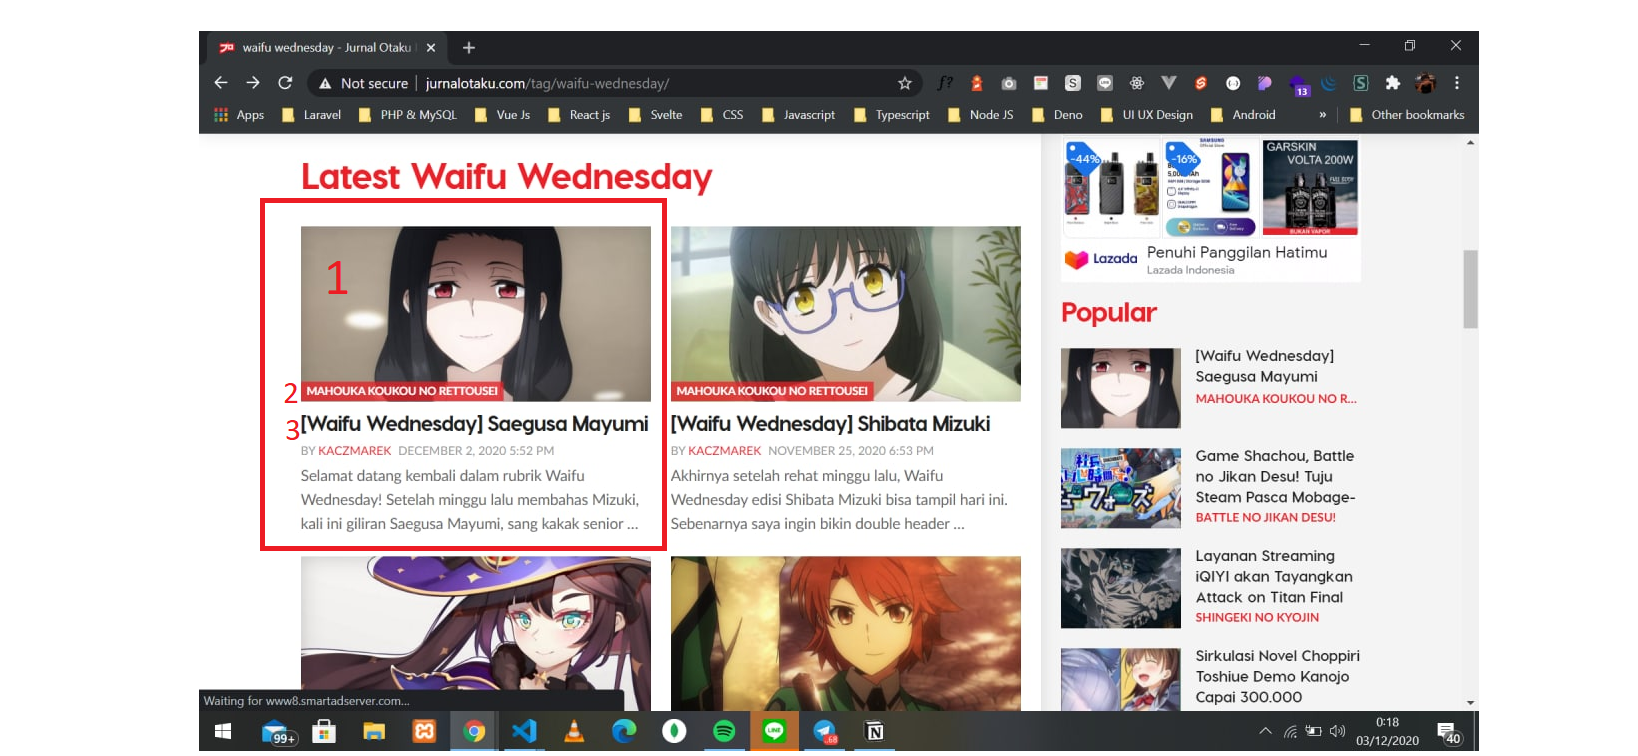 waifu wednesday - Jurnal Otaku
Not secure
jurnalotaku.com/tag/waifu-wednesday/
f?
S
13
S
Apps
Laravel
PHP & MySQL
Vue Js
React js
Svelte
CSS
Javascript
Typescript
Node JS
Deno
UI UX Design
Android
»
Other bookmarks
Latest Waifu Wednesday
1
2
MAHOUKA KOUKOU NO RETTOUSEI
3
[Waifu Wednesday] Saegusa Mayumi
BY KACZMAREK DECEMBER 2, 2020 5:52 PM
Selamat datang kembali dalam rubrik Waifu
Wednesday! Setelah minggu lalu membahas Mizuki,
kali ini giliran Saegusa Mayumi, sang kakak senior ...
MAHOUKA KOUKOU NO RETTOUSEI
[Waifu Wednesday] Shibata Mizuki
BY KACZMAREK NOVEMBER 25, 2020 6:53 PM
Akhirnya setelah rehat minggu lalu, Waifu
Wednesday edisi Shibata Mizuki bisa tampil hari ini.
Sebenarnya saya ingin bikin double header ...
-44%
-16%
SAMSUNG
GARSKIN
VOLTA 200W
BUKAN VAPOR
Lazada
Penuhi Panggilan Hatimu
Lazada Indonesia
Popular
[Waifu Wednesday]
Saegusa Mayumi
MAHOUKA KOUKOU NO R...
Game Shachou, Battle
no Jikan Desu! Tuju
Steam Pasca Mobage-
BATTLE NO JIKAN DESU!
Layanan Streaming
iQIYI akan Tayangkan
Attack on Titan Final
SHINGEKI NO KYOJIN
Sirkulasi Novel Choppiri
Toshiue Demo Kanojo
Capai 300.000
Waiting for www8.smartadserver.com...
99+
LINE
68
0:18
03/12/2020
40